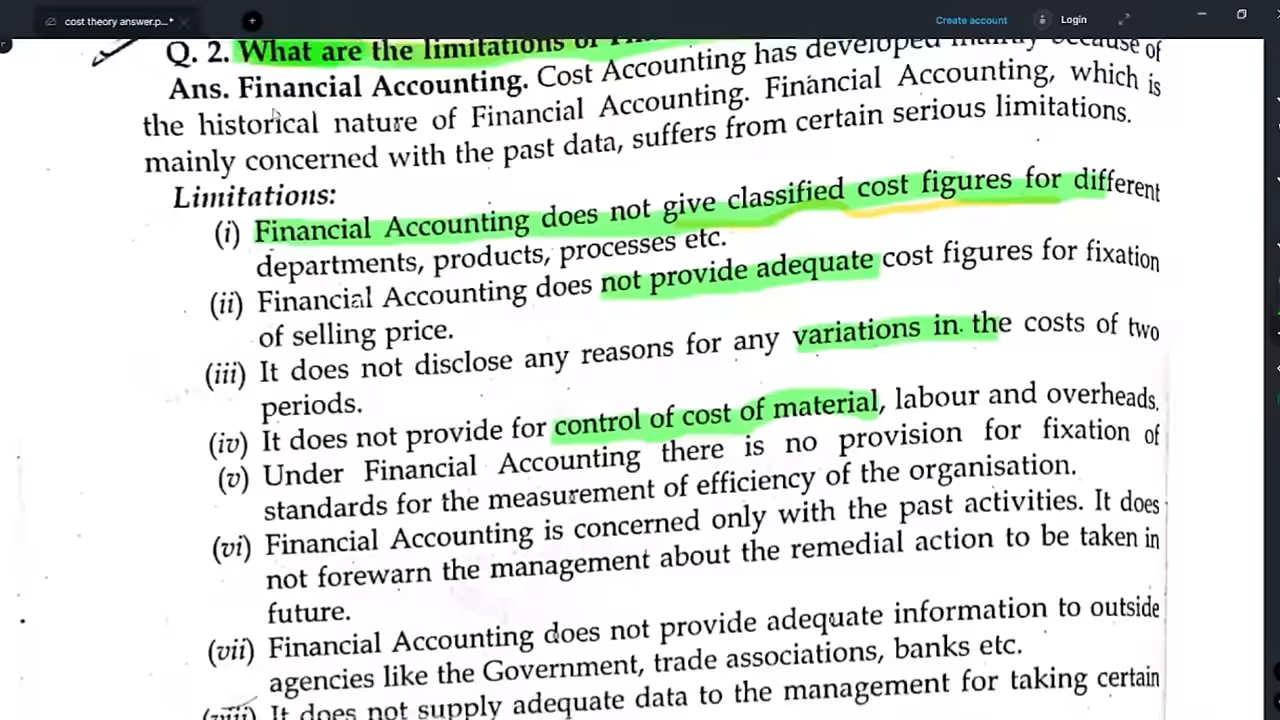 cost theory answer.p...*
+
Create account
Login
Q. 2. What are the limitations of
Ans. Financial Accounting. Cost Accounting has developed mainly because of
the historical nature of Financial Accounting. Financial Accounting, which is
mainly concerned with the past data, suffers from certain serious limitations.
Limitations:
(i) Financial Accounting does not give classified cost figures for different
departments, products, processes etc.
(ii) Financial Accounting does not provide adequate cost figures for fixation
of selling price.
(iii) It does not disclose any reasons for any variations in the costs of two
periods.
(iv) It does not provide for control of cost of material, labour and overheads.
(v) Under Financial Accounting there is no provision for fixation of
standards for the measurement of efficiency of the organisation.
(vi) Financial Accounting is concerned only with the past activities. It does
not forewarn the management about the remedial action to be taken in
future.
(vii) Financial Accounting does not provide adequate information to outside
agencies like the Government, trade associations, banks etc.
(viii) It does not supply adequate data to the management for taking certain